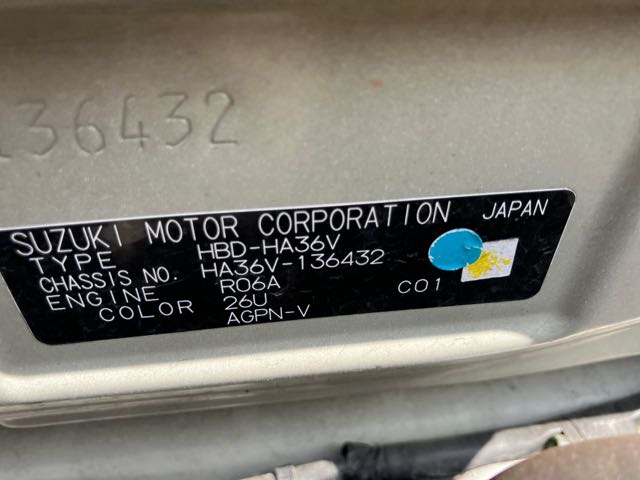 136432
SUZUKI MOTOR CORPORATION JAPAN
TYPE HBD-HA36V
CHASSIS NO. HA36V-136432
ENGINE R06A C01
COLOR 26U
AGPN-V